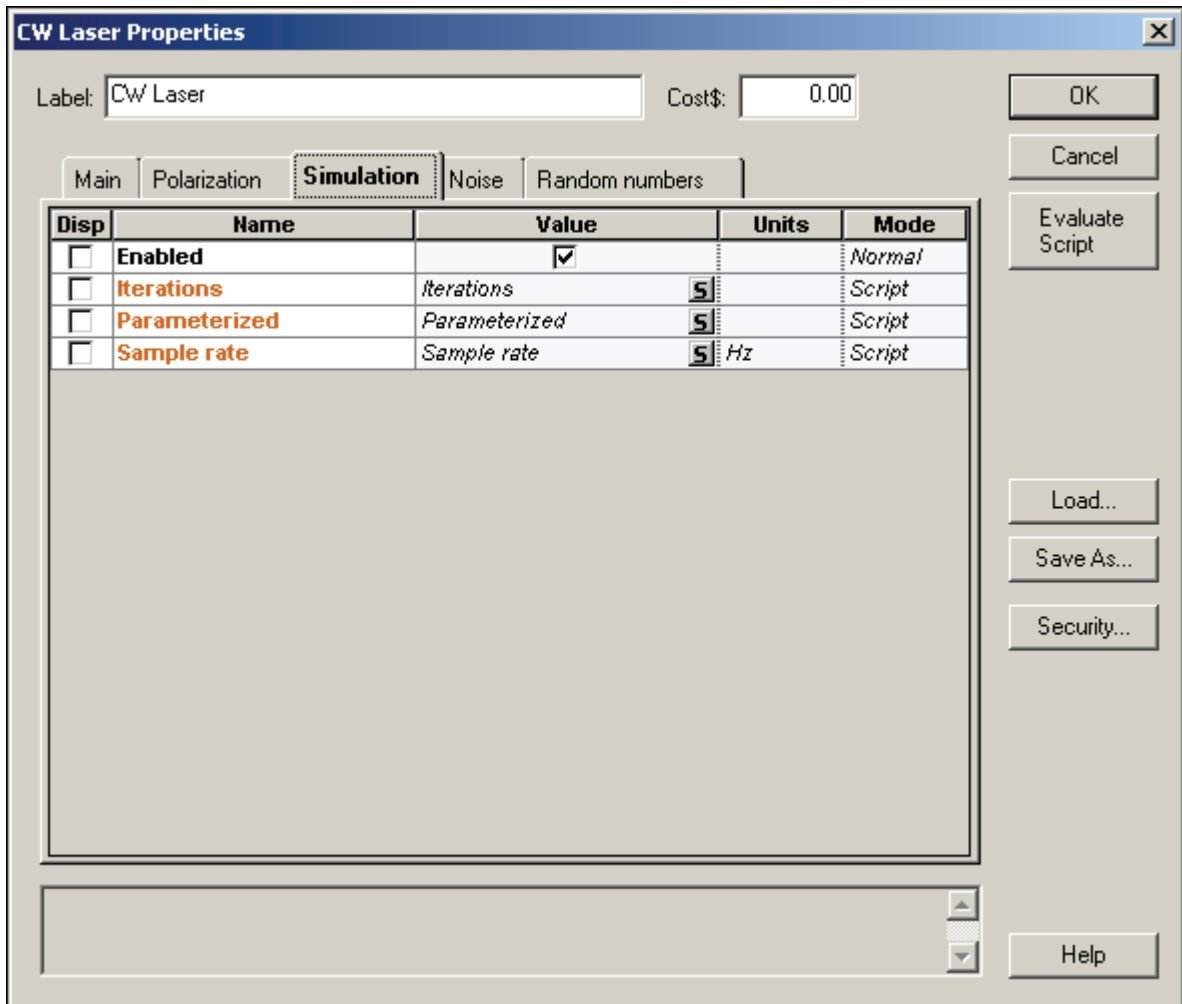 CW Laser Properties
Label: CW Laser Cost$: 0.00
OK
Cancel
Evaluate Script
Main Polarization Simulation Noise Random numbers
Disp Name Value Units Mode
Enabled Normal
Iterations Iterations S Script
Parameterized Parameterized S Script
Sample rate Sample rate S Hz Script
Load...
Save As...
Security...
Help